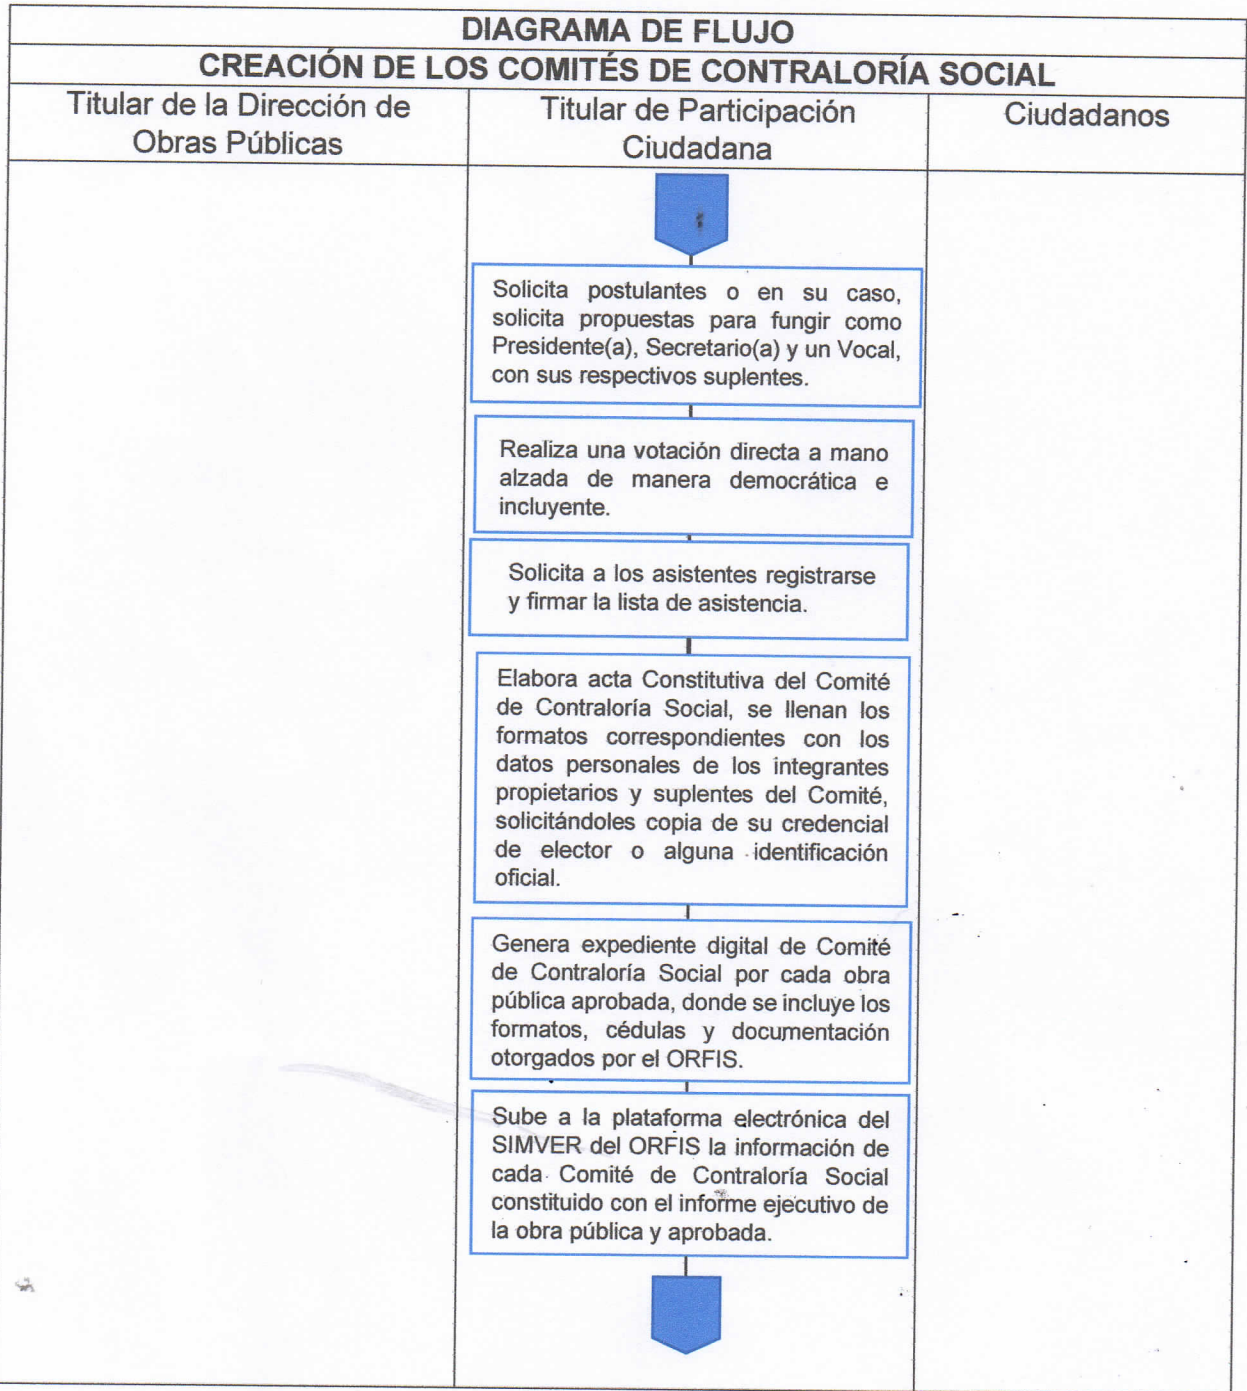 DIAGRAMA DE FLUJO
CREACIÓN DE LOS COMITÉS DE CONTRALORÍA SOCIAL
Titular de la Dirección de
Obras Públicas
Titular de Participación
Ciudadana
Ciudadanos
Solicita postulantes o en su caso,
solicita propuestas para fungir como
Presidente(a), Secretario(a) y un Vocal,
con sus respectivos suplentes.
Realiza una votación directa a mano
alzada de manera democrática e
incluyente.
Solicita a los asistentes registrarse
y firmar la lista de asistencia.
Elabora acta Constitutiva del Comité
de Contraloría Social, se llenan los
formatos correspondientes con los
datos personales de los integrantes
propietarios y suplentes del Comité,
solicitándoles copia de su credencial
de elector o alguna identificación
oficial.
Genera expediente digital de Comité
de Contraloría Social por cada obra
pública aprobada, donde se incluye los
formatos, cédulas y documentación
otorgados por el ORFIS.
Sube a la plataforma electrónica del
SIMVER del ORFIS la información de
cada Comité de Contraloría Social
constituido con el informe ejecutivo de
la obra pública y aprobada.